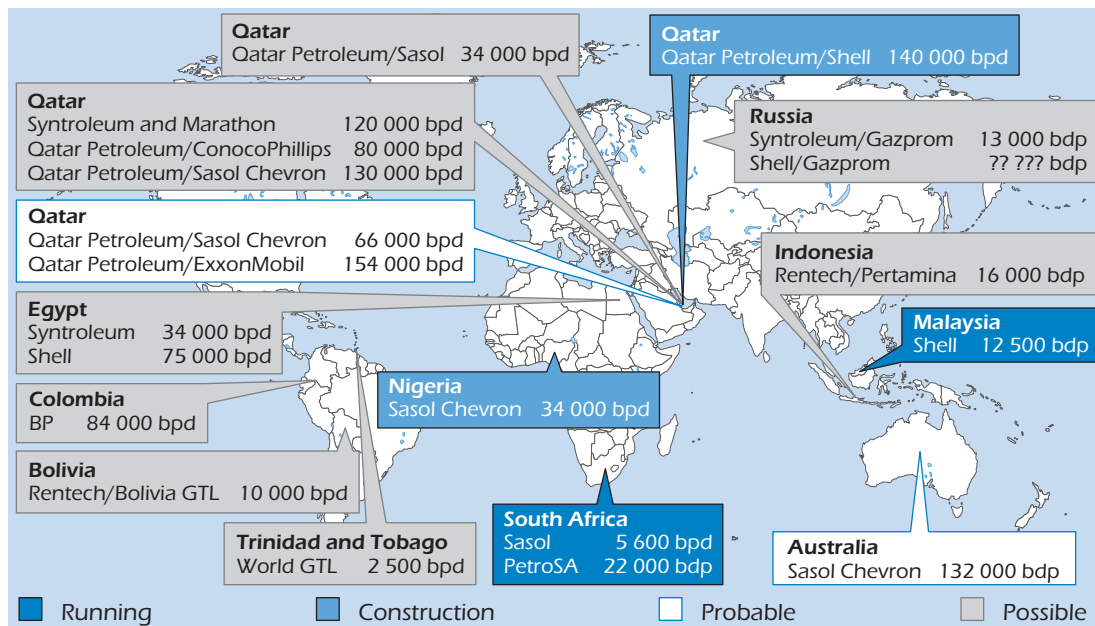 Qatar
Qatar Petroleum/Sasol 34 000 bpd
Qatar
Qatar Petroleum/Shell 140 000 bpd
Qatar
Syntroleum and Marathon 120 000 bpd
Qatar Petroleum/ConocoPhillips 80 000 bpd
Qatar Petroleum/Sasol Chevron 130 000 bpd
Russia
Syntroleum/Gazprom 13 000 bdp
Shell/Gazprom ?? ??? bdp
Qatar
Qatar Petroleum/Sasol Chevron 66 000 bpd
Qatar Petroleum/ExxonMobil 154 000 bpd
Indonesia
Rentech/Pertamina 16 000 bdp
Egypt
Syntroleum 34 000 bpd
Shell 75 000 bpd
Malaysia
Shell 12 500 bdp
Nigeria
Sasol Chevron 34 000 bpd
Colombia
BP 84 000 bpd
Bolivia
Rentech/Bolivia GTL 10 000 bpd
Trinidad and Tobago
World GTL 2 500 bpd
South Africa
Sasol 5 600 bpd
PetroSA 22 000 bdp
Australia
Sasol Chevron 132 000 bdp
Running Construction Probable Possible